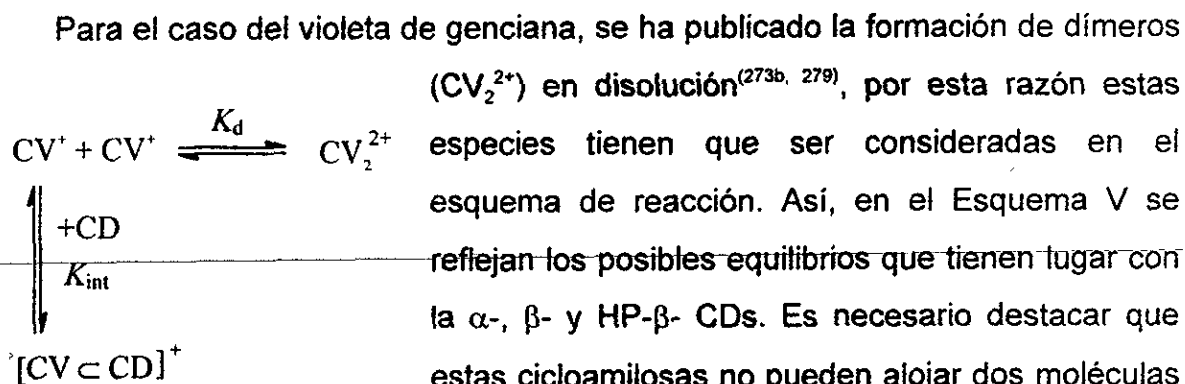 Para el caso del violeta de genciana, se ha publicado la formación de dímeros
(CV₂²⁺) en disolución⁽²⁷³ᵇ, ²⁷⁹⁾, por esta razón estas
especies tienen que ser consideradas en el
esquema de reacción. Así, en el Esquema V se
reflejan los posibles equilibrios que tienen lugar con
la α-, β- y HP-β- CDs. Es necesario destacar que
estas cicloamilosas no pueden alojar dos moléculas
K_d
CV⁺ + CV⁺ ⇌ CV₂²⁺
+CD
K_int
[CV ⊂ CD]⁺